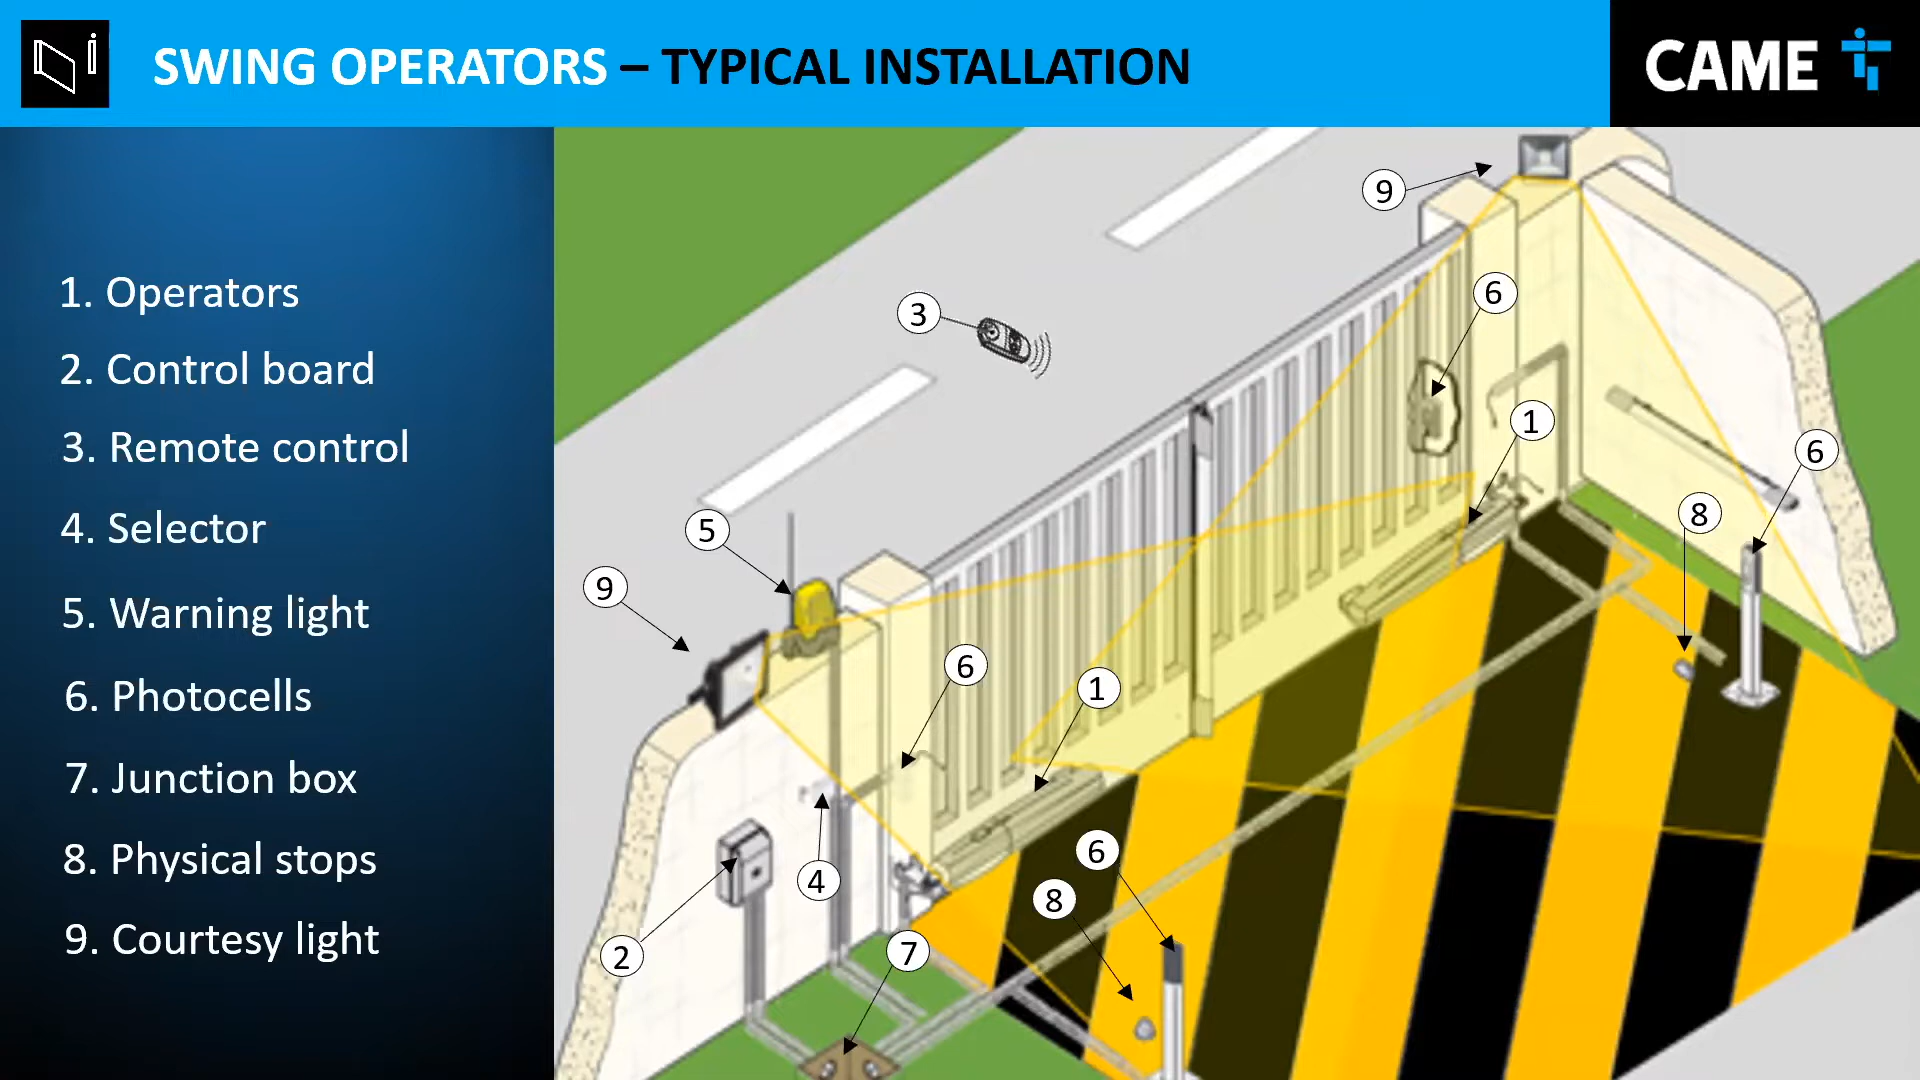 SWING OPERATORS – TYPICAL INSTALLATION
CAME
1. Operators
2. Control board
3. Remote control
4. Selector
5. Warning light
6. Photocells
7. Junction box
8. Physical stops
9. Courtesy light
9
6
3
1
6
8
5
9
6
1
6
4
8
2
7